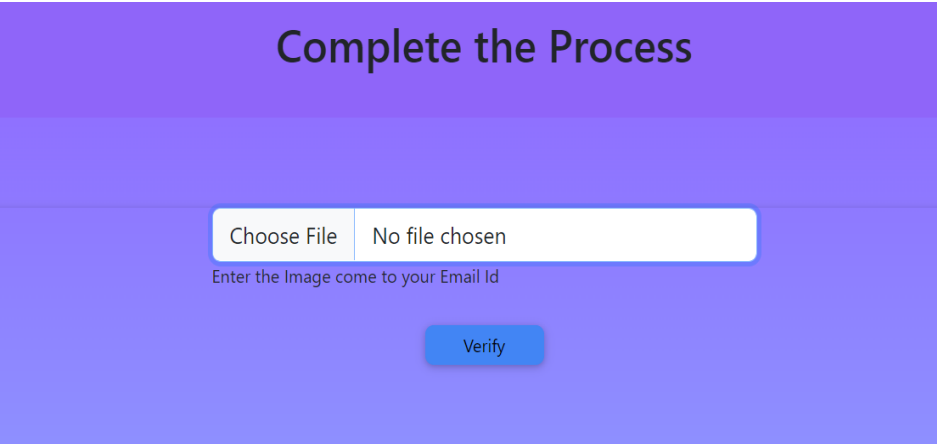 Complete the Process
Choose File No file chosen
Enter the Image come to your Email Id
Verify